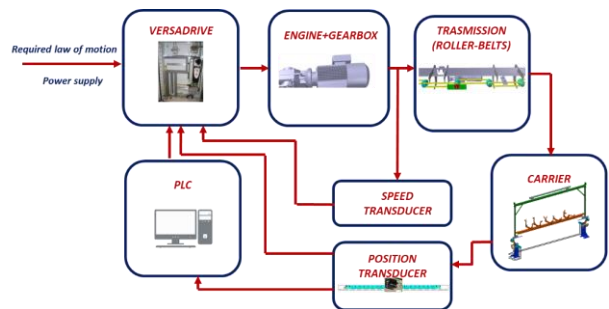 VERSADRIVE
ENGINE+GEARBOX
TRASMISSION
(ROLLER-BELTS)
Required law of motion
Power supply
PLC
SPEED
TRANSDUCER
CARRIER
POSITION
TRANSDUCER